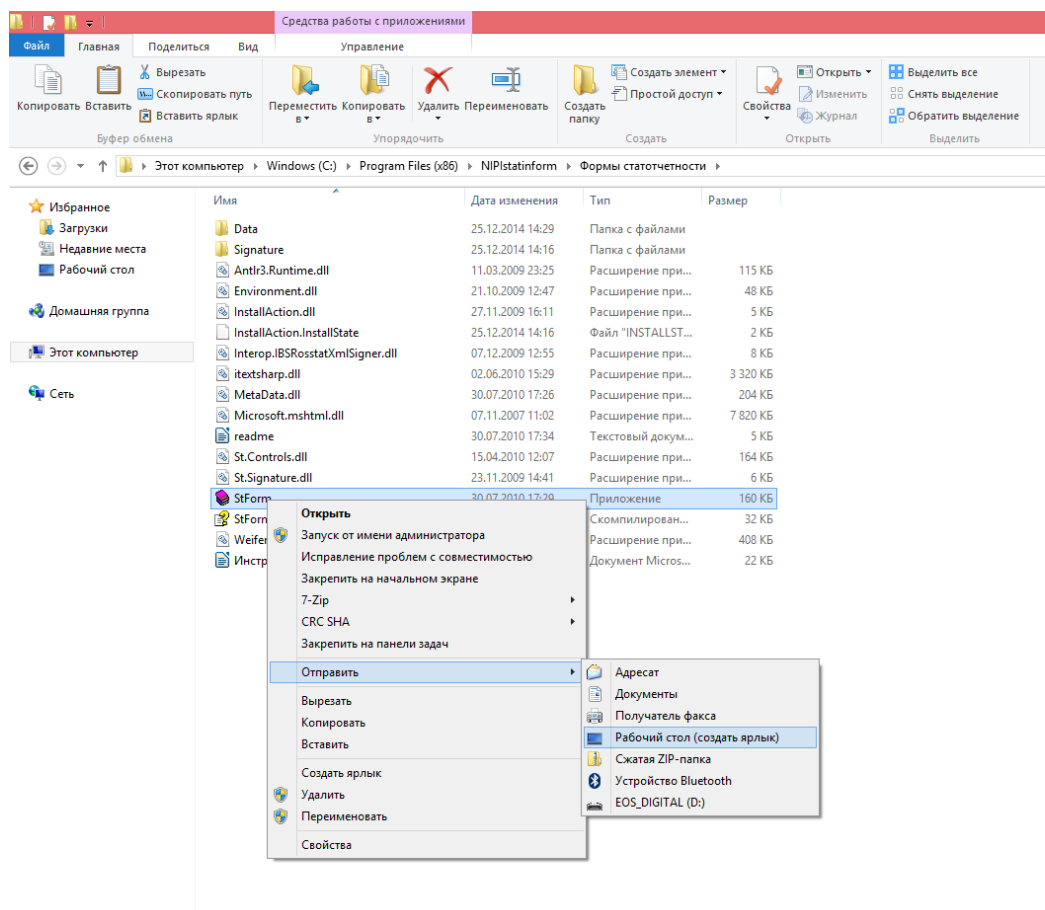 Средства работы с приложениями
Файл Главная Поделиться Вид Управление
Копировать Вставить
Вырезать
Скопировать путь
Вставить ярлык
Буфер обмена
Переместить в Копировать в Удалить Переименовать
Упорядочить
Создать папку
Создать элемент
Простой доступ
Создать
Свойства
Открыть
Изменить
Журнал
Открыть
Выделить все
Снять выделение
Обратить выделение
Выделить
Этот компьютер Windows (C:) Program Files (x86) NIPIstatinform Формы статотчетности
Избранное
Загрузки
Недавние места
Рабочий стол
Домашняя группа
Этот компьютер
Сеть
Имя Дата изменения Тип Размер
Data 25.12.2014 14:29 Папка с файлами
Signature 25.12.2014 14:16 Папка с файлами
Antlr3.Runtime.dll 11.03.2009 23:25 Расширение при... 115 КБ
Environment.dll 21.10.2009 12:47 Расширение при... 48 КБ
InstallAction.dll 27.11.2009 16:11 Расширение при... 5 КБ
InstallAction.InstallState 25.12.2014 14:16 Файл "INSTALLST... 2 КБ
Interop.IBSRosstatXmlSigner.dll 07.12.2009 12:55 Расширение при... 8 КБ
itextsharp.dll 02.06.2010 15:29 Расширение при... 3 320 КБ
MetaData.dll 30.07.2010 17:26 Расширение при... 204 КБ
Microsoft.mshtml.dll 07.11.2007 11:02 Расширение при... 7 820 КБ
readme 30.07.2010 17:34 Текстовый докум... 5 КБ
St.Controls.dll 15.04.2010 12:07 Расширение при... 164 КБ
St.Signature.dll 23.11.2009 14:41 Расширение при... 6 КБ
StForm 30.07.2010 17:29 Приложение 160 КБ
StForm Скомпилирован... 32 КБ
Weifer Расширение при... 408 КБ
Инстр Документ Micros... 22 КБ
Открыть
Запуск от имени администратора
Исправление проблем с совместимостью
Закрепить на начальном экране
7-Zip
CRC SHA
Закрепить на панели задач
Отправить
Вырезать
Копировать
Вставить
Создать ярлык
Удалить
Переименовать
Свойства
Адресат
Документы
Получатель факса
Рабочий стол (создать ярлык)
Сжатая ZIP-папка
Устройство Bluetooth
EOS_DIGITAL (D:)